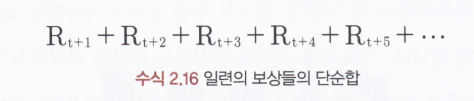 R_{t+1} + R_{t+2} + R_{t+3} + R_{t+4} + R_{t+5} + ⋯
수식 2.16 일련의 보상들의 단순합